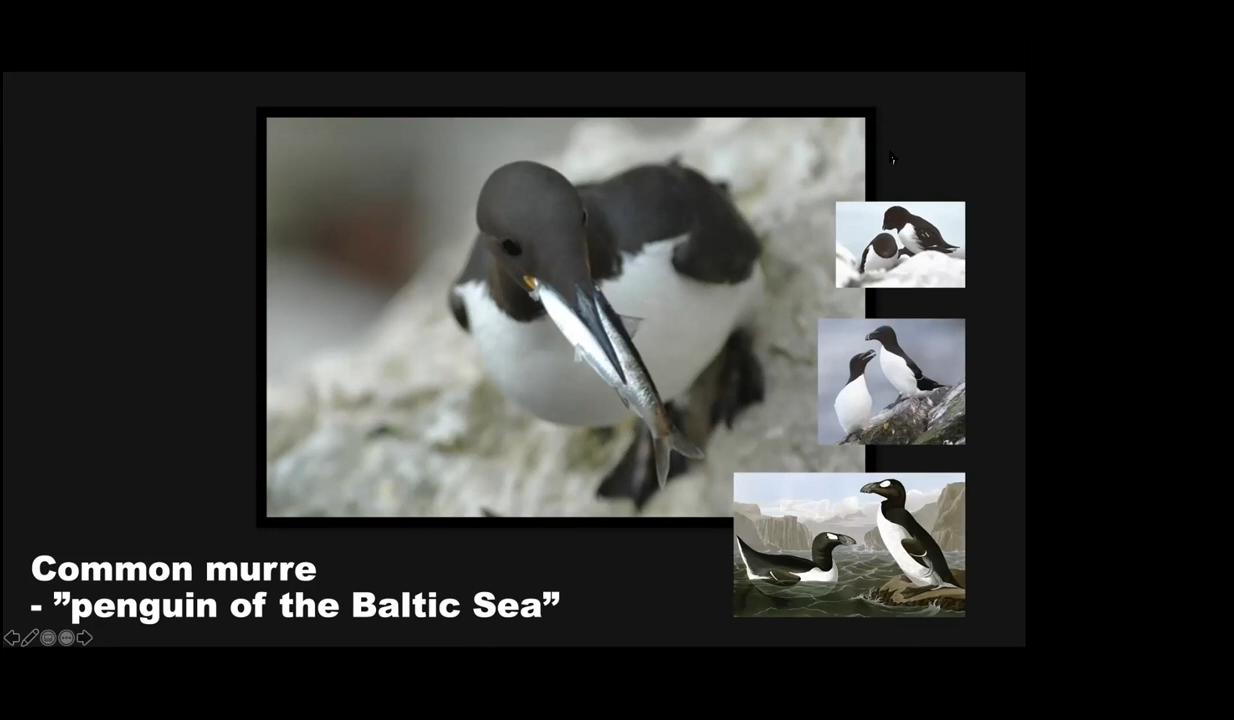 Common murre
- ”penguin of the Baltic Sea”